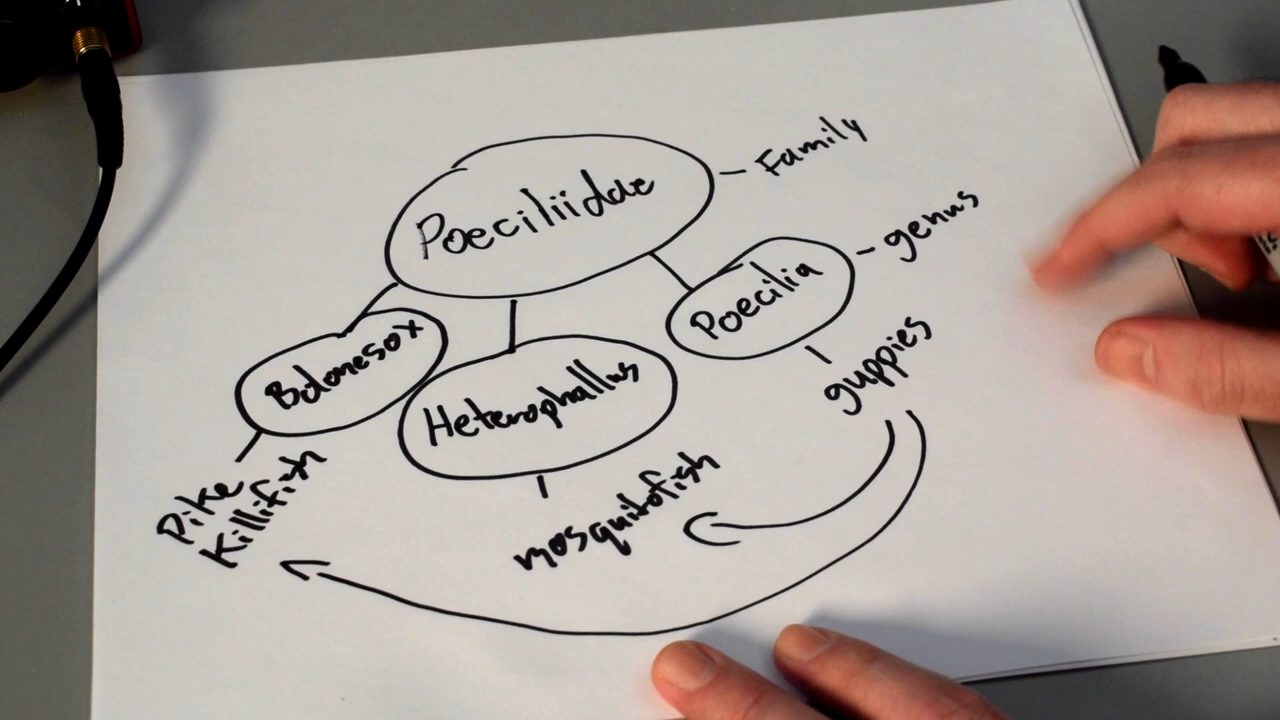 Poeciliidae
- Family
Poecilia
- genus
Belonesox
Heterophallus
guppies
Pike
Killifish
mosquitofish